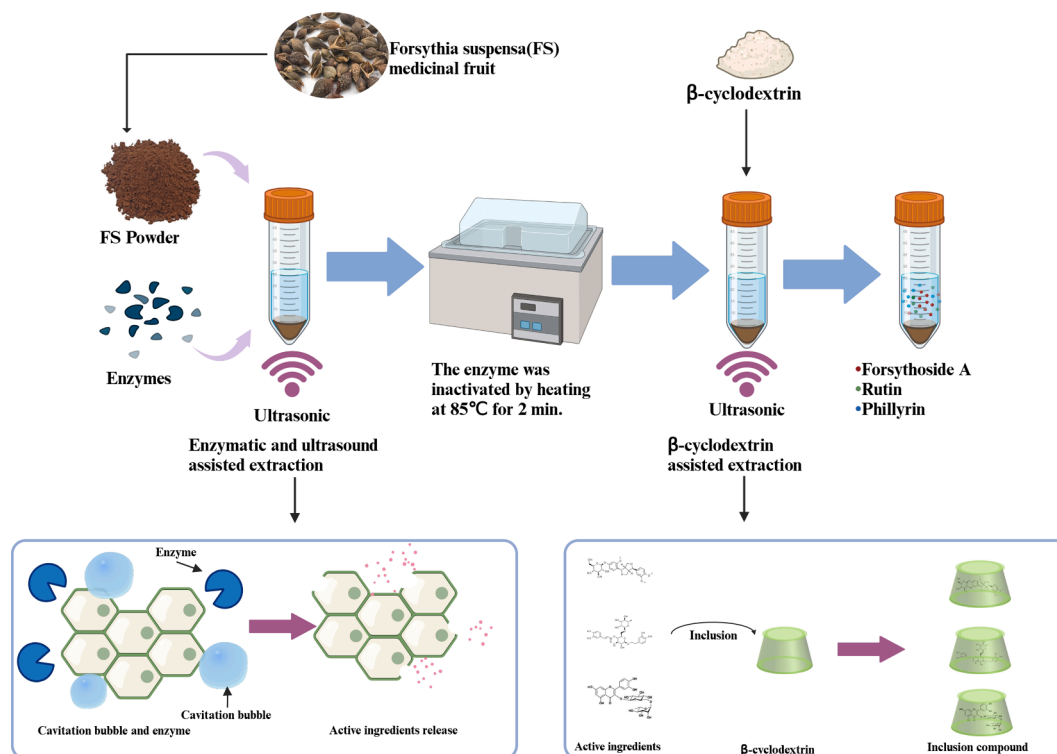 Forsythia suspensa(FS)
medicinal fruit
β-cyclodextrin
FS Powder
Enzymes
Ultrasonic
The enzyme was
inactivated by heating
at 85℃ for 2 min.
Ultrasonic
•Forsythoside A
•Rutin
•Phillyrin
Enzymatic and ultrasound
assisted extraction
β-cyclodextrin
assisted extraction
Enzyme
Cavitation bubble
Cavitation bubble and enzyme
Active ingredients release
Inclusion
Active ingredients
β-cyclodextrin
Inclusion compound